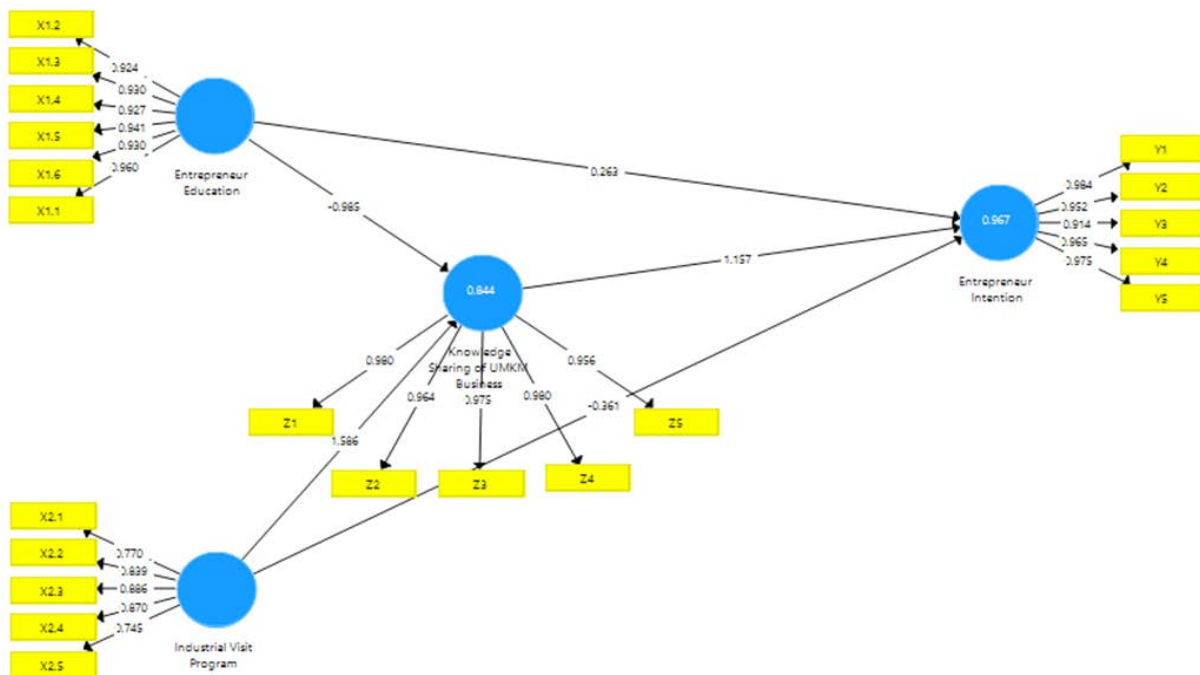 X1.2
0.924
X1.3
0.930
X1.4
0.927
X1.5
0.941
X1.6
0.930
X1.1
0.960
Entrepreneur
Education
0.263
-0.985
Y1
0.984
Y2
0.952
Y3
0.914
Y4
0.965
Y5
0.975
0.967
Entrepreneur
Intention
1.157
0.844
Knowledge
Sharing of UMKM
Business
0.980
0.964
0.975
0.980
0.956
Z1
Z2
Z3
Z4
Z5
1.586
-0.361
X2.1
0.770
X2.2
0.839
X2.3
0.886
X2.4
0.870
X2.5
0.745
Industrial Visit
Program